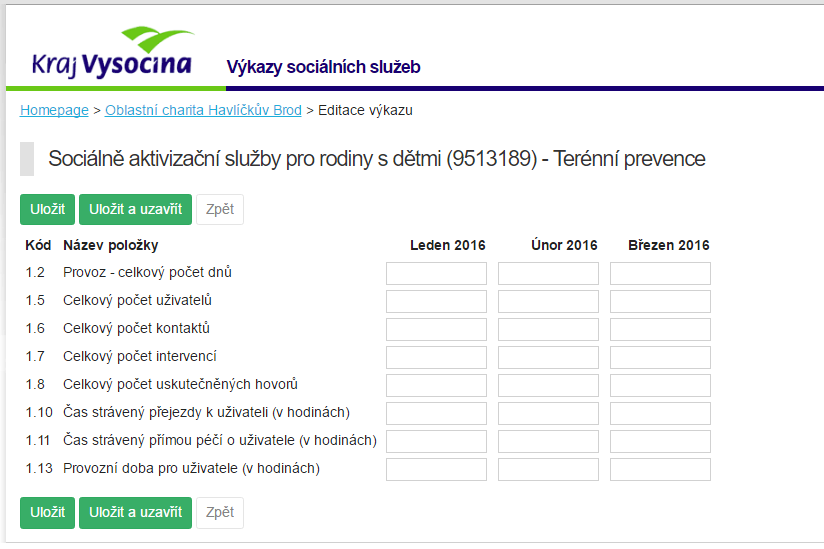 Kraj Vysočina
Výkazy sociálních služeb
Homepage > Oblastní charita Havlíčkův Brod > Editace výkazu
Sociálně aktivizační služby pro rodiny s dětmi (9513189) - Terénní prevence
Uložit Uložit a uzavřít Zpět
Kód Název položky Leden 2016 Únor 2016 Březen 2016
1.2 Provoz - celkový počet dnů
1.5 Celkový počet uživatelů
1.6 Celkový počet kontaktů
1.7 Celkový počet intervencí
1.8 Celkový počet uskutečněných hovorů
1.10 Čas strávený přejezdy k uživateli (v hodinách)
1.11 Čas strávený přímou péčí o uživatele (v hodinách)
1.13 Provozní doba pro uživatele (v hodinách)
Uložit Uložit a uzavřít Zpět